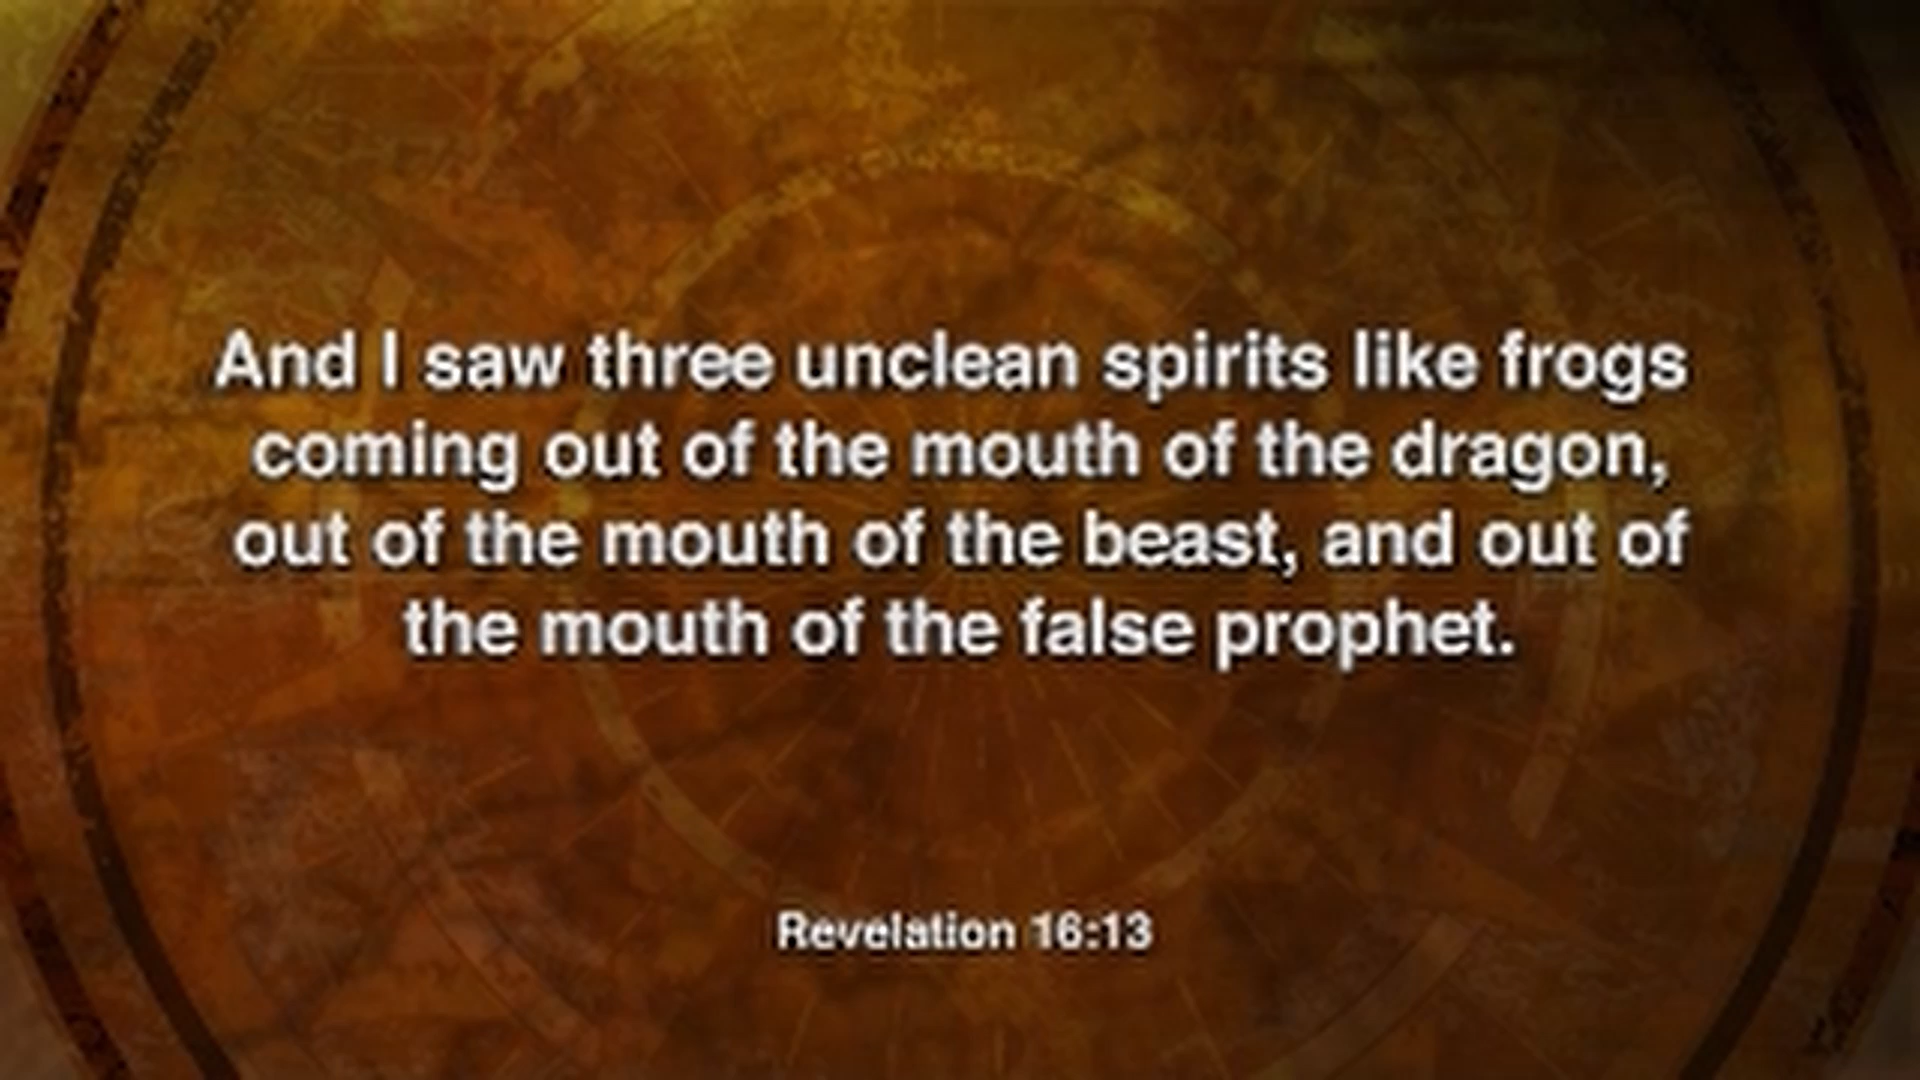 And I saw three unclean spirits like frogs
coming out of the mouth of the dragon,
out of the mouth of the beast, and out of
the mouth of the false prophet.
Revelation 16:13